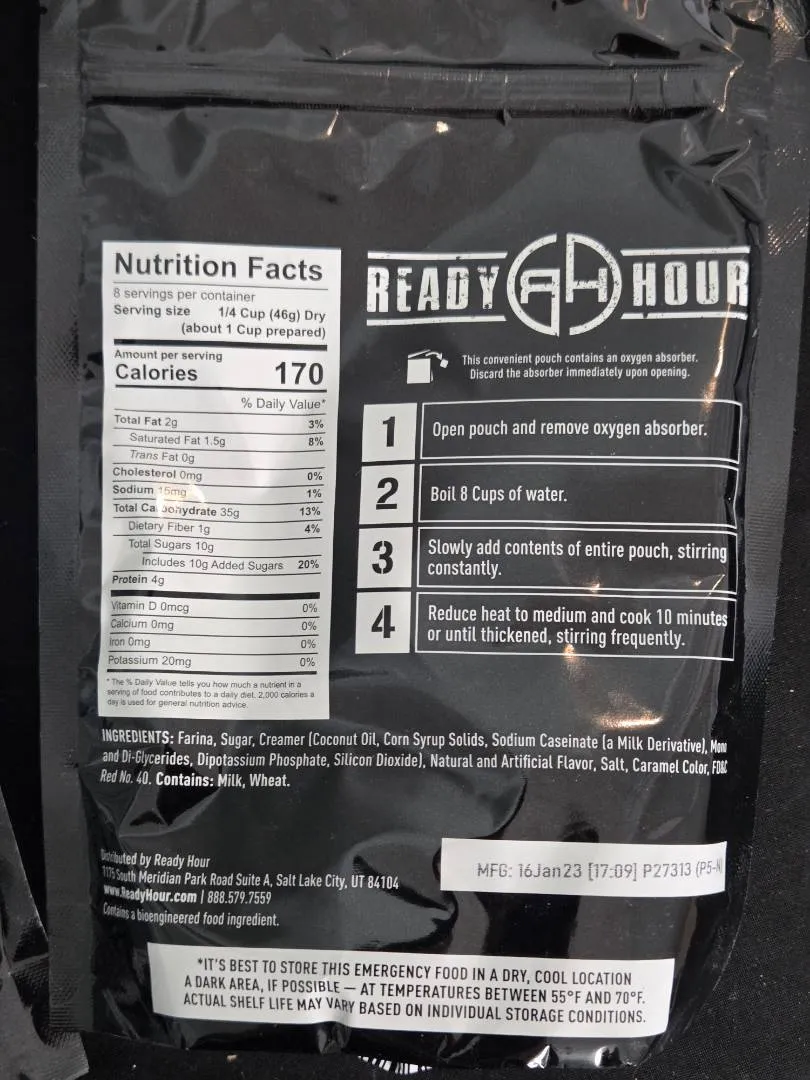 Nutrition Facts
8 servings per container
Serving size 1/4 Cup (46g) Dry
(about 1 Cup prepared)
Amount per serving
Calories 170
% Daily Value*
Total Fat 2g 3%
Saturated Fat 1.5g 8%
Trans Fat 0g
Cholesterol 0mg 0%
Sodium 15mg 1%
Total Carbohydrate 35g 13%
Dietary Fiber 1g 4%
Total Sugars 10g
Includes 10g Added Sugars 20%
Protein 4g
Vitamin D 0mcg 0%
Calcium 0mg 0%
Iron 0mg 0%
Potassium 20mg 0%
* The % Daily Value tells you how much a nutrient in a
serving of food contributes to a daily diet. 2,000 calories a
day is used for general nutrition advice.
READY RH HOUR
This convenient pouch contains an oxygen absorber.
Discard the absorber immediately upon opening.
1 Open pouch and remove oxygen absorber.
2 Boil 8 Cups of water.
3 Slowly add contents of entire pouch, stirring
constantly.
4 Reduce heat to medium and cook 10 minutes
or until thickened, stirring frequently.
INGREDIENTS: Farina, Sugar, Creamer (Coconut Oil, Corn Syrup Solids, Sodium Caseinate (a Milk Derivative), Mono
and Di-Glycerides, Dipotassium Phosphate, Silicon Dioxide), Natural and Artificial Flavor, Salt, Caramel Color, FD&C
Red No. 40. Contains: Milk, Wheat.
Distributed by Ready Hour
1175 South Meridian Park Road Suite A, Salt Lake City, UT 84104
www.ReadyHour.com | 888.579.7559
Contains a bioengineered food ingredient.
MFG: 16Jan23 [17:09] P27313 (P5-N)
*IT'S BEST TO STORE THIS EMERGENCY FOOD IN A DRY, COOL LOCATION
A DARK AREA, IF POSSIBLE — AT TEMPERATURES BETWEEN 55°F AND 70°F.
ACTUAL SHELF LIFE MAY VARY BASED ON INDIVIDUAL STORAGE CONDITIONS.